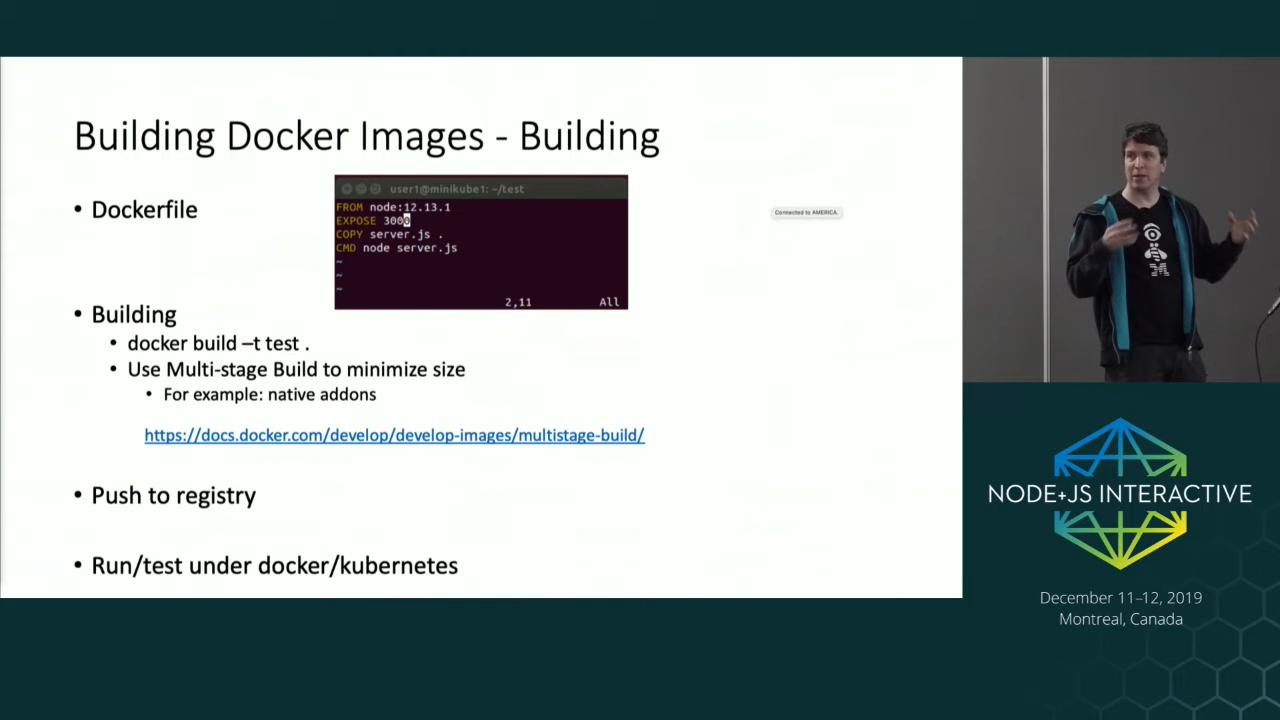 Building Docker Images - Building
• Dockerfile
user1@minikube1: ~/test
FROM node:12.13.1
EXPOSE 3000
COPY server.js .
CMD node server.js
~
~
~
2,11 All
Connected to AMERICA.
• Building
• docker build –t test .
• Use Multi-stage Build to minimize size
• For example: native addons
https://docs.docker.com/develop/develop-images/multistage-build/
• Push to registry
• Run/test under docker/kubernetes
NODE+JS INTERACTIVE
December 11–12, 2019
Montreal, Canada